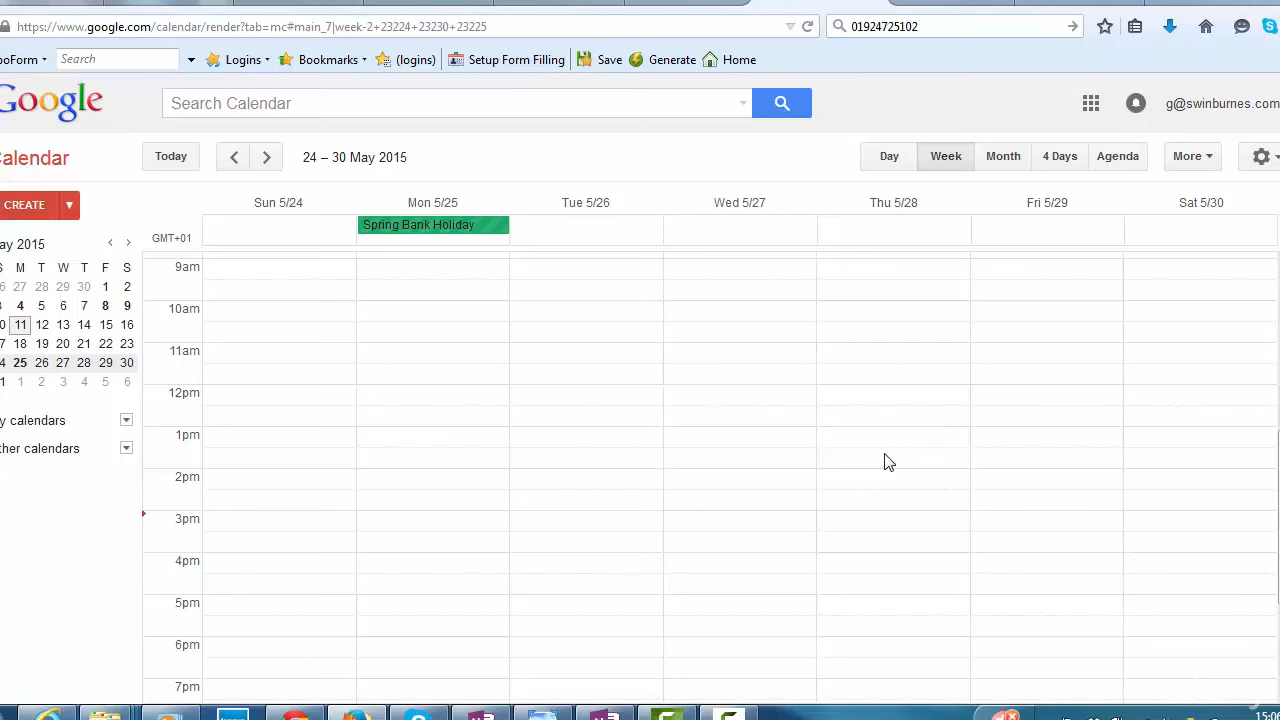 https://www.google.com/calendar/render?tab=mc#main_7|week-2+23224+23230+23225
01924725102
oForm Search Logins Bookmarks (logins) Setup Form Filling Save Generate Home
Google
Search Calendar
g@swinburnes.com
alendar
Today
24 – 30 May 2015
Day Week Month 4 Days Agenda More
CREATE
Sun 5/24 Mon 5/25 Tue 5/26 Wed 5/27 Thu 5/28 Fri 5/29 Sat 5/30
GMT+01
Spring Bank Holiday
ay 2015
S M T W T F S
6 27 28 29 30 1 2
3 4 5 6 7 8 9
0 11 12 13 14 15 16
7 18 19 20 21 22 23
4 25 26 27 28 29 30
1 1 2 3 4 5 6
y calendars
ther calendars
9am
10am
11am
12pm
1pm
2pm
3pm
4pm
5pm
6pm
7pm